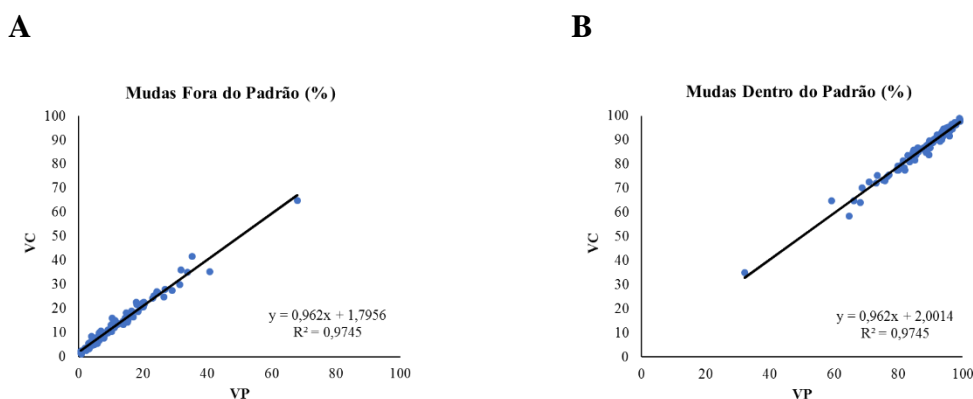 A
Mudas Fora do Padrão (%)
100
90
80
70
60
50
40
30
20
10
0
VC
y = 0,962x + 1,7956
R² = 0,9745
0 20 40 60 80 100
VP
B
Mudas Dentro do Padrão (%)
100
90
80
70
60
50
40
30
20
10
0
VC
y = 0,962x + 2,0014
R² = 0,9745
0 20 40 60 80 100
VP